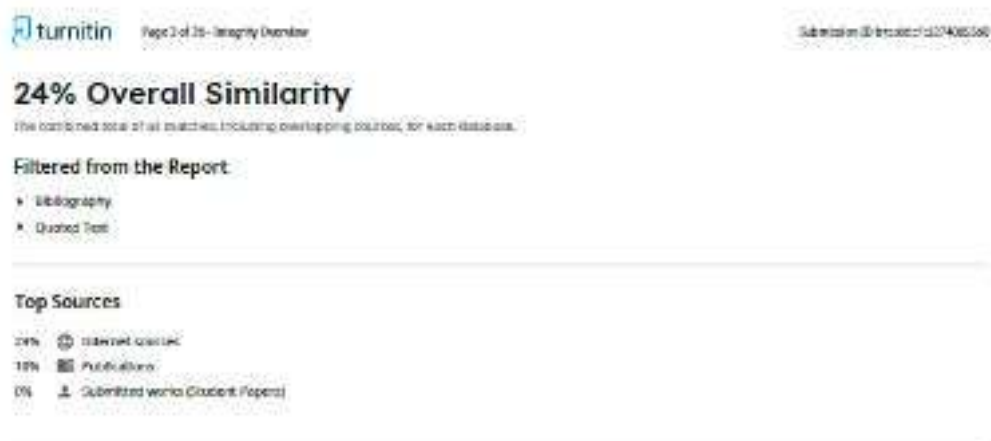 turnitin Page 2 of 26 - Integrity Overview Submission ID
24% Overall Similarity
The combined total of all matches, including overlapping sources, for each database.
Filtered from the Report
Bibliography
Quoted Text
Top Sources
24% Internet sources
10% Publications
0% Submitted works (Student Papers)